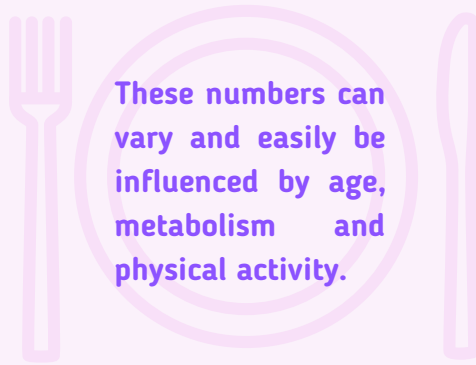 These numbers can
vary and easily be
influenced by age,
metabolism and
physical activity.